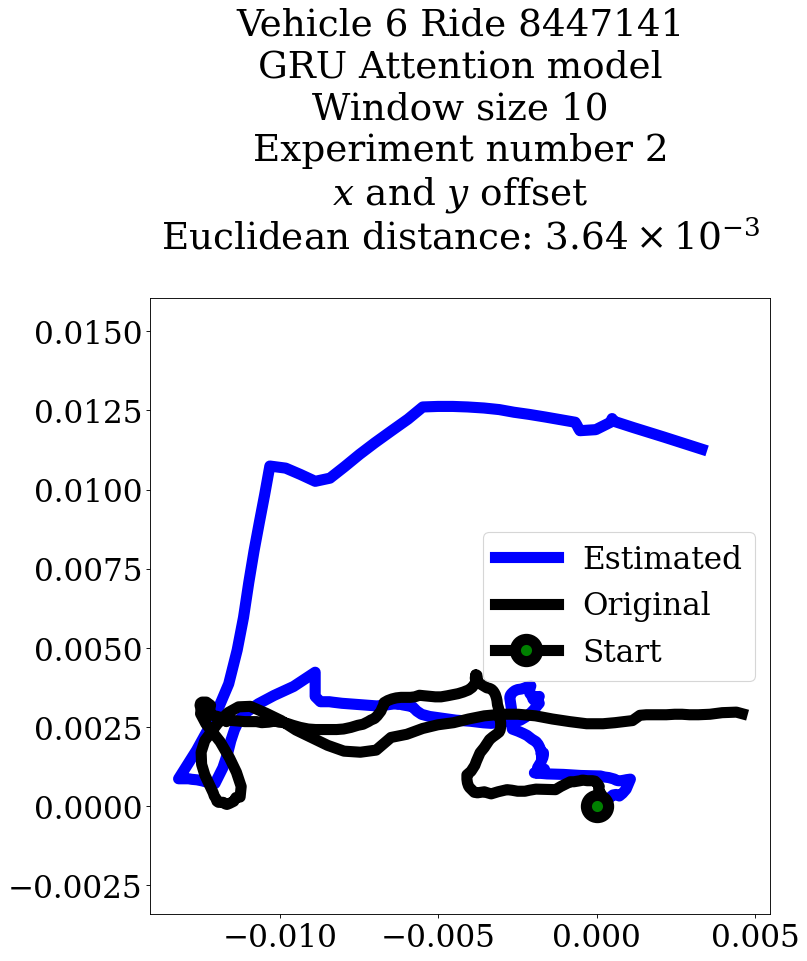 Vehicle 6 Ride 8447141
GRU Attention model
Window size 10
Experiment number 2
x and y offset
Euclidean distance: 3.64 × 10⁻³
0.0150
0.0125
0.0100
0.0075
0.0050
0.0025
0.0000
−0.0025
Estimated
Original
Start
−0.010 −0.005 0.000 0.005